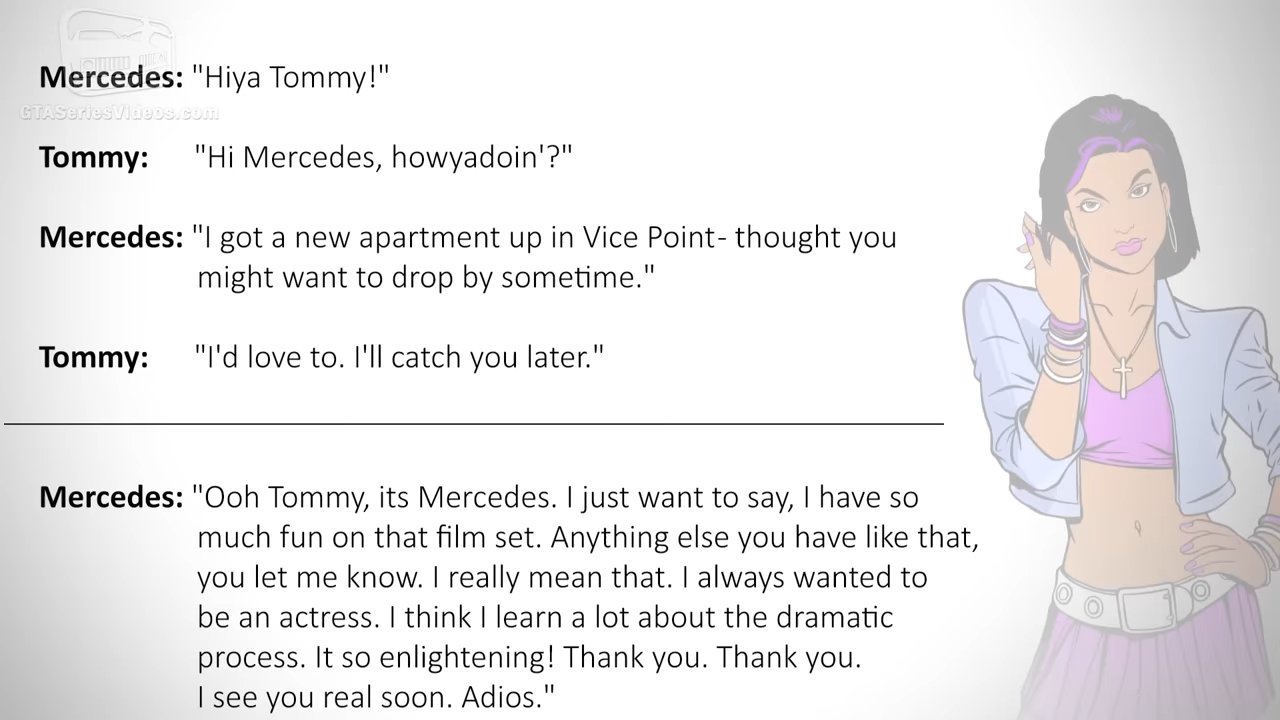 Mercedes: "Hiya Tommy!"
GTASeriesVideos.com
Tommy: "Hi Mercedes, howyadoin'?"
Mercedes: "I got a new apartment up in Vice Point- thought you
might want to drop by sometime."
Tommy: "I'd love to. I'll catch you later."
Mercedes: "Ooh Tommy, its Mercedes. I just want to say, I have so
much fun on that film set. Anything else you have like that,
you let me know. I really mean that. I always wanted to
be an actress. I think I learn a lot about the dramatic
process. It so enlightening! Thank you. Thank you.
I see you real soon. Adios."